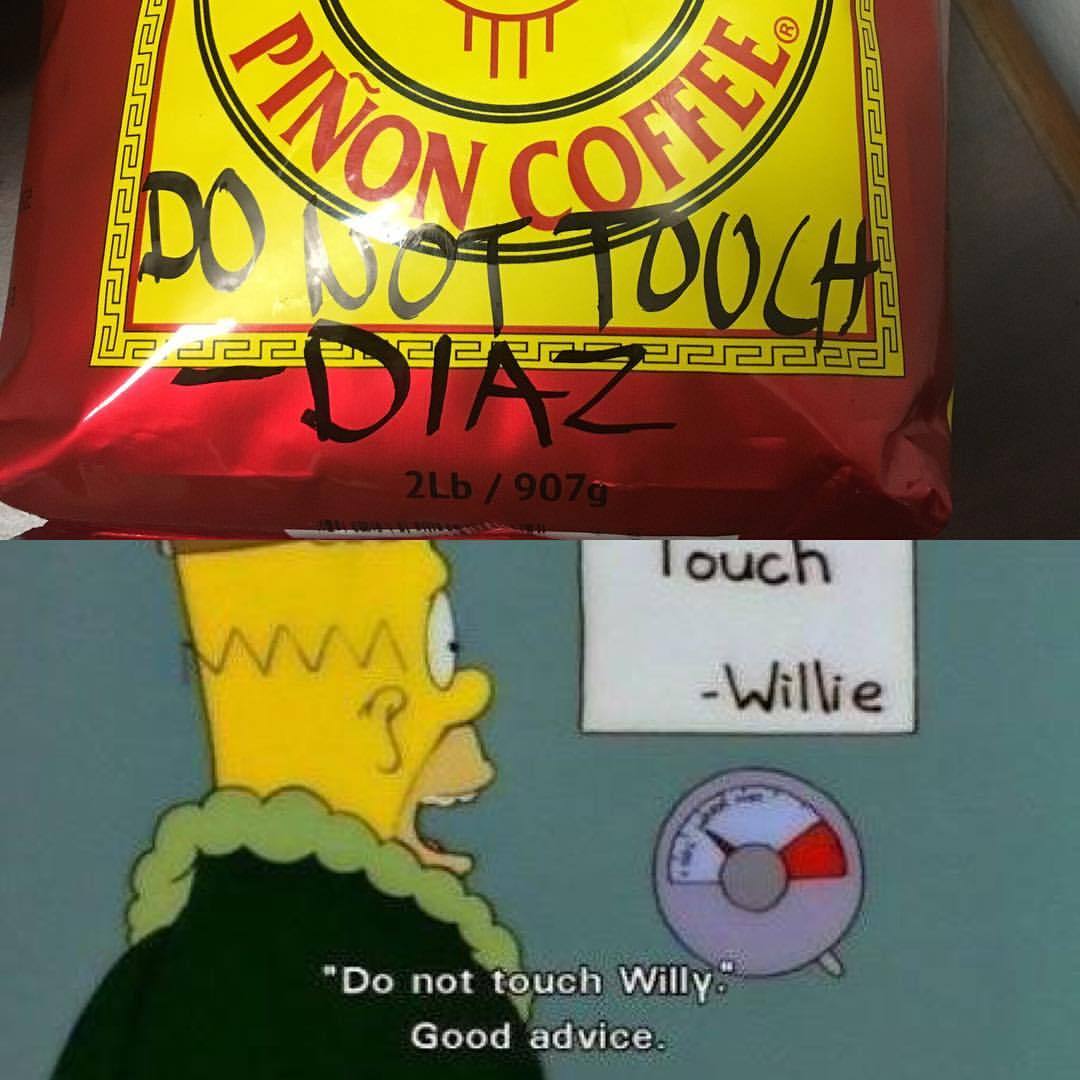 PIÑON COFFEE®
DO NOT TOUCH
-DIAZ
2Lb / 907g
Touch
-Willie
"Do not touch Willy."
Good advice.